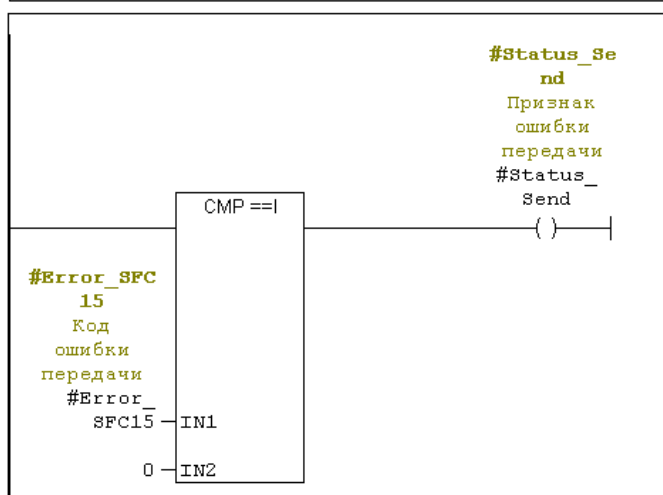 #Status_Se
nd
Признак
ошибки
передачи
#Status_
Send
CMP ==I
#Error_SFC
15
Код
ошибки
передачи
#Error_
SFC15
IN1
0
IN2